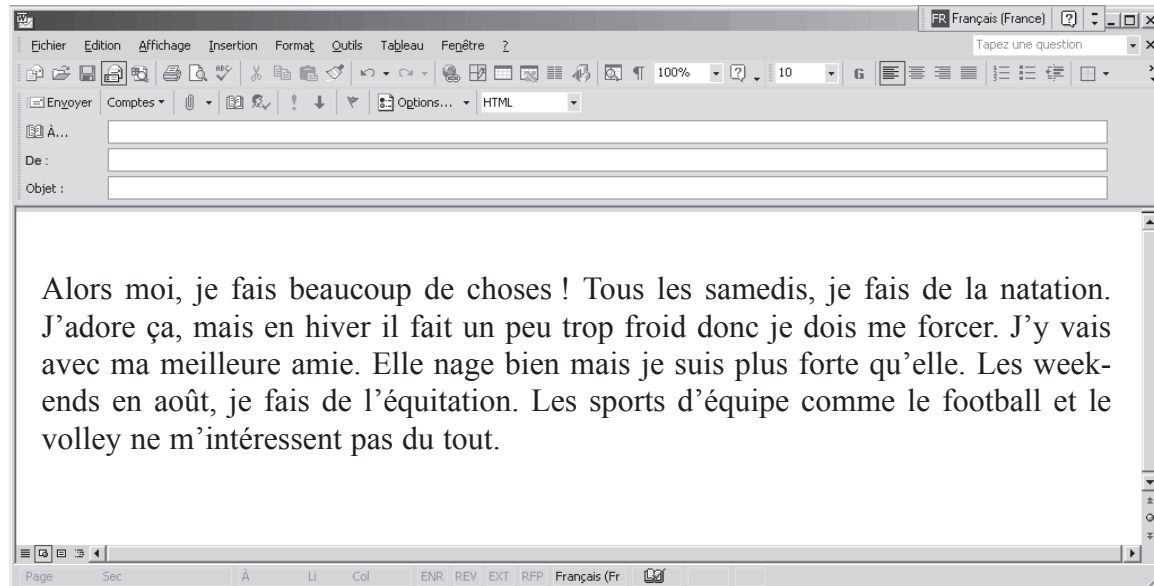 FR Français (France)
Fichier Edition Affichage Insertion Format Outils Tableau Fenêtre ?
Tapez une question
100% 10 G
Envoyer Comptes Options... HTML
À...
De :
Objet :
Alors moi, je fais beaucoup de choses ! Tous les samedis, je fais de la natation.
J’adore ça, mais en hiver il fait un peu trop froid donc je dois me forcer. J’y vais
avec ma meilleure amie. Elle nage bien mais je suis plus forte qu’elle. Les week-
ends en août, je fais de l’équitation. Les sports d’équipe comme le football et le
volley ne m’intéressent pas du tout.
Page Sec À Li Col ENR REV EXT RFP Français (Fr